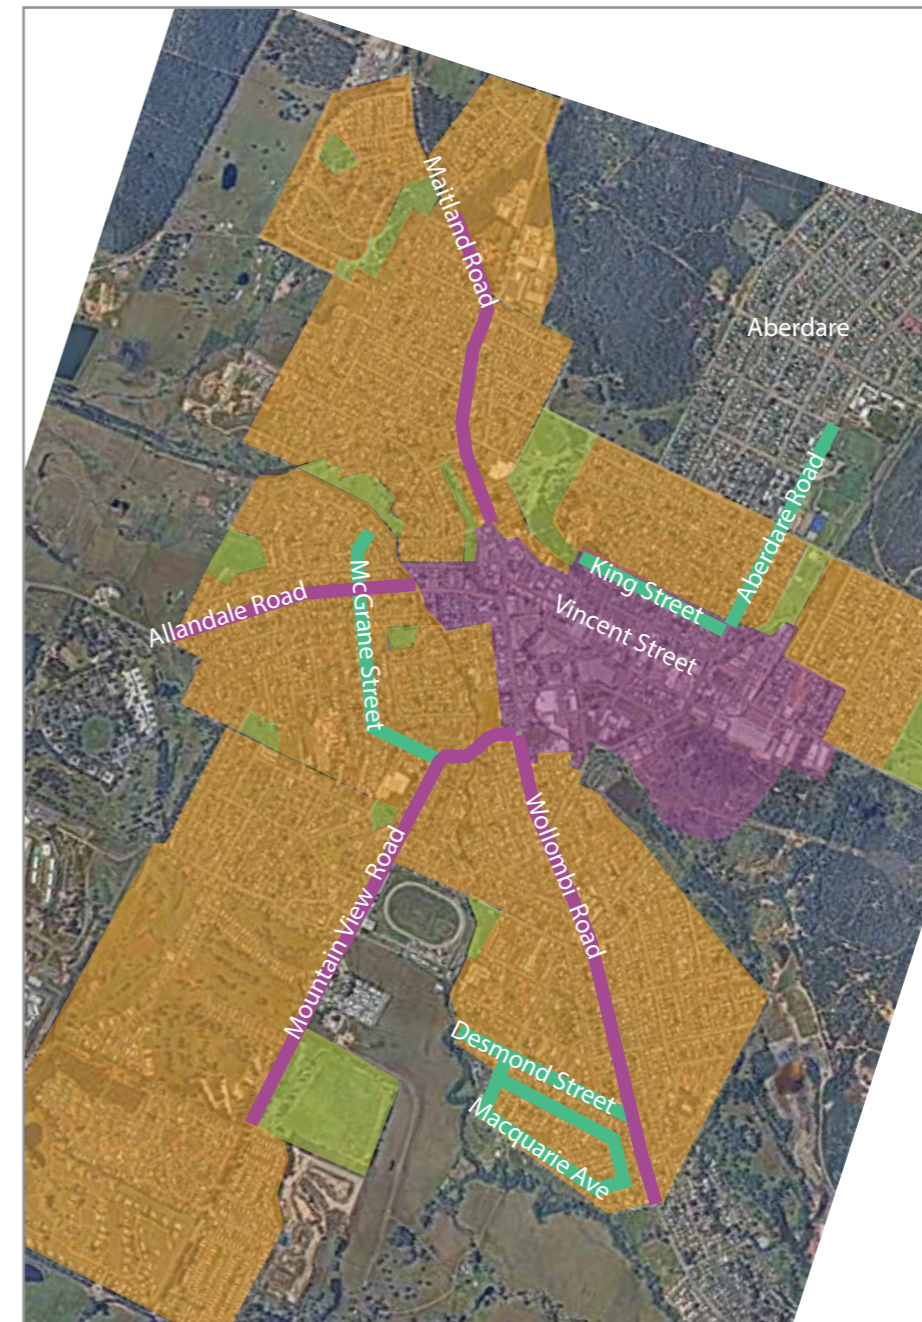 Maitland Road
Aberdare
Aberdare Road
King Street
Vincent Street
McGrane Street
Allandale Road
Wollombi Road
Mountain View Road
Desmond Street
Macquarie Ave